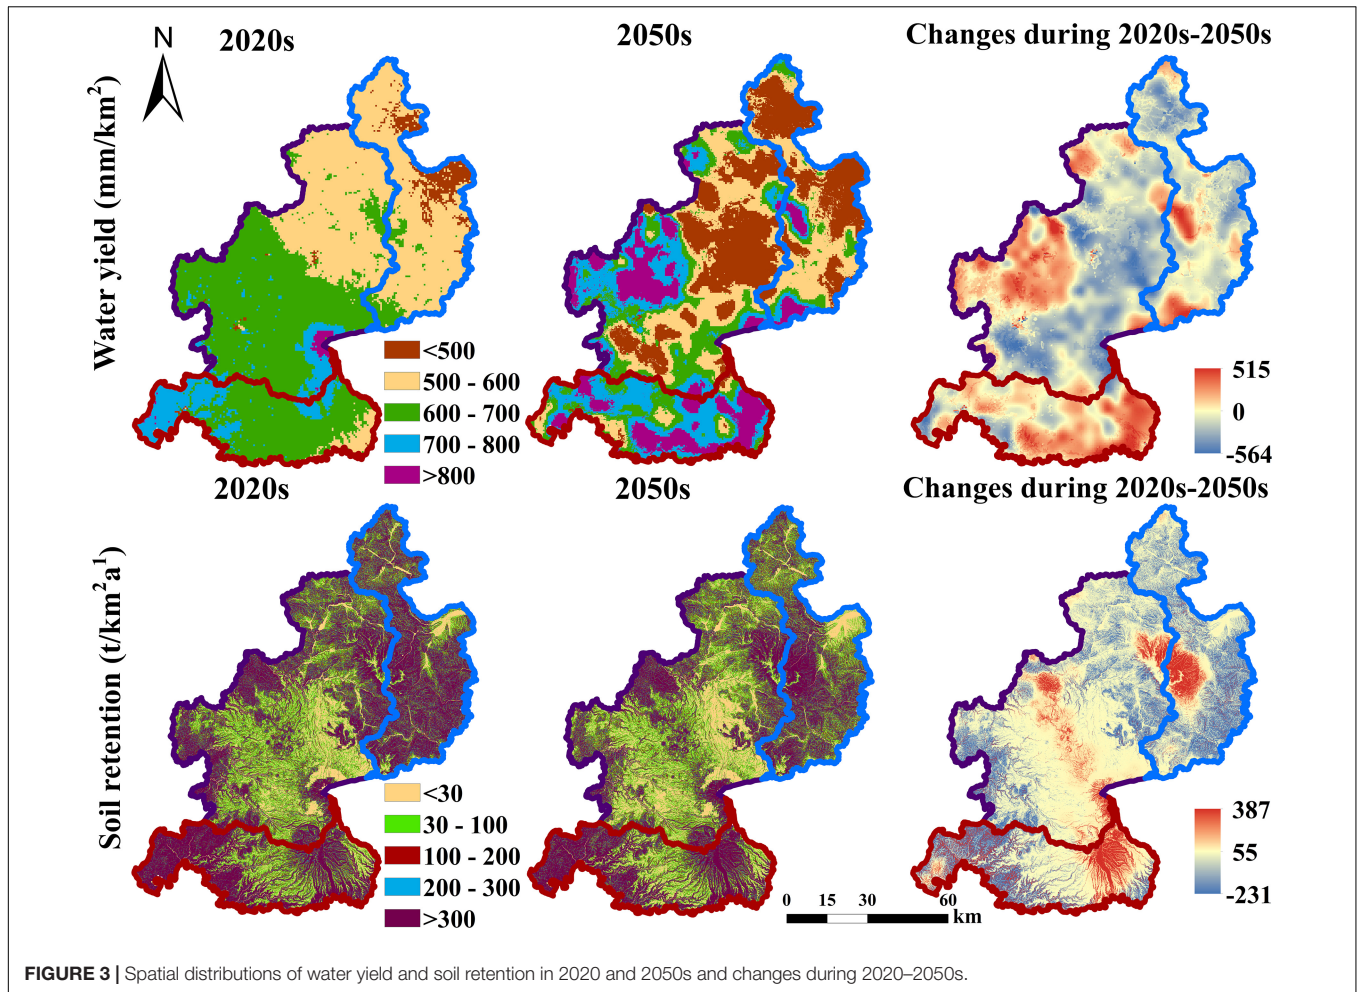 N
2020s
2050s
Changes during 2020s-2050s
Water yield (mm/km²)
<500
500 - 600
600 - 700
700 - 800
>800
515
0
-564
2020s
2050s
Changes during 2020s-2050s
Soil retention (t/km²a¹)
<30
30 - 100
100 - 200
200 - 300
>300
387
55
-231
0 15 30 60
km
FIGURE 3 | Spatial distributions of water yield and soil retention in 2020 and 2050s and changes during 2020–2050s.